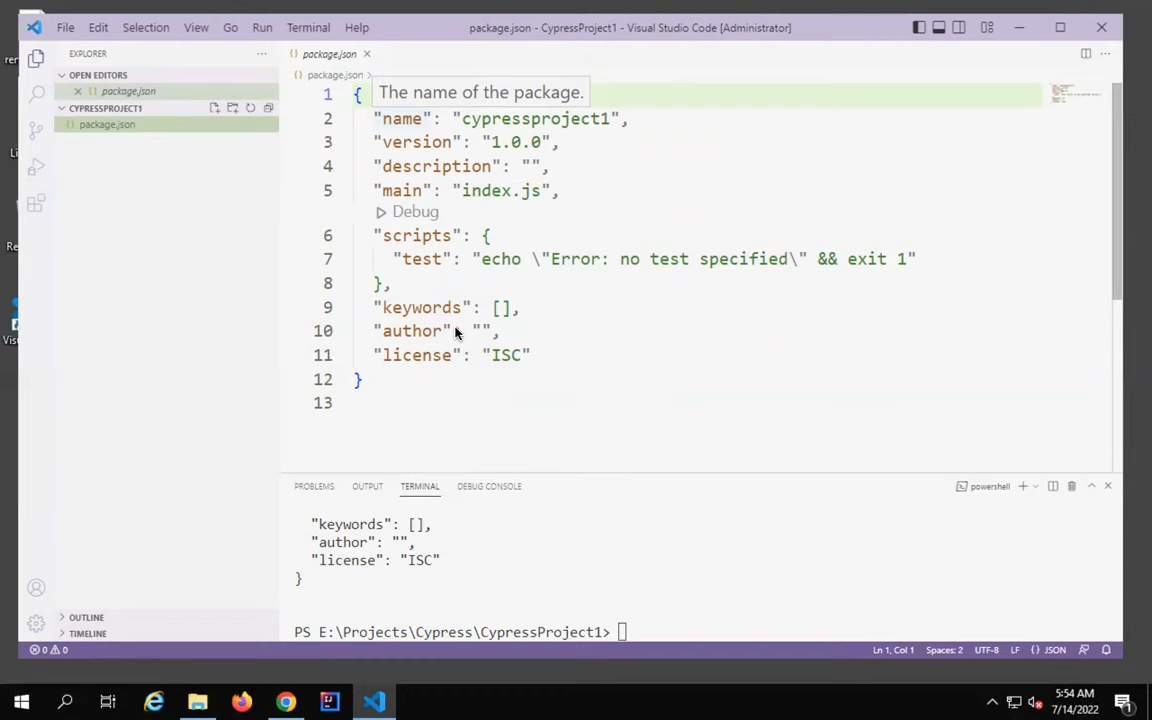 File Edit Selection View Go Run Terminal Help package.json - CypressProject1 - Visual Studio Code [Administrator]
EXPLORER
package.json
OPEN EDITORS
package.json
package.json
CYPRESSPROJECT1
package.json
The name of the package.
1 {
2 "name": "cypressproject1",
3 "version": "1.0.0",
4 "description": "",
5 "main": "index.js",
Debug
6 "scripts": {
7 "test": "echo \"Error: no test specified\" && exit 1"
8 },
9 "keywords": [],
10 "author": "",
11 "license": "ISC"
12 }
13
PROBLEMS OUTPUT TERMINAL DEBUG CONSOLE powershell
"keywords": [],
"author": "",
"license": "ISC"
}
PS E:\Projects\Cypress\CypressProject1>
OUTLINE
TIMELINE
0 0 Ln 1, Col 1 Spaces: 2 UTF-8 LF {} JSON
5:54 AM
7/14/2022
1